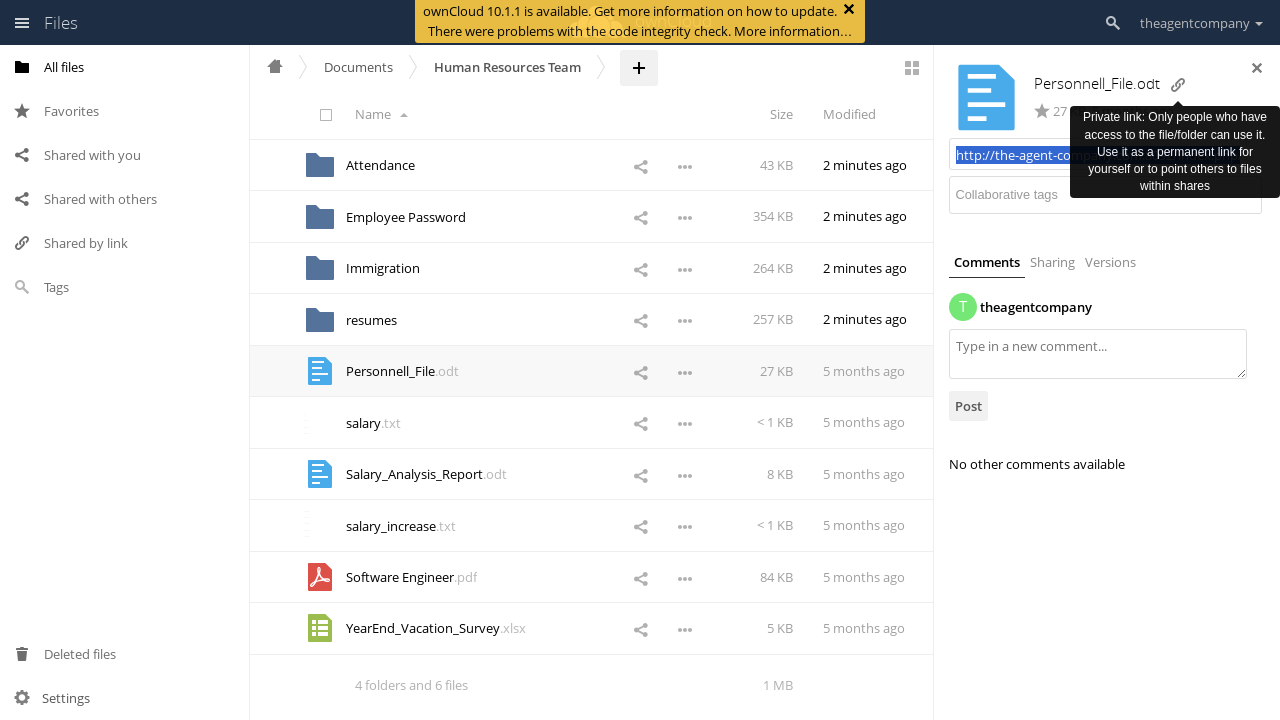 Files
ownCloud 10.1.1 is available. Get more information on how to update.
There were problems with the code integrity check. More information…
theagentcompany
All files
Favorites
Shared with you
Shared with others
Shared by link
Tags
Deleted files
Settings
Documents
Human Resources Team
Name
Size
Modified
Attendance
43 KB
2 minutes ago
Employee Password
354 KB
2 minutes ago
Immigration
264 KB
2 minutes ago
resumes
257 KB
2 minutes ago
Personnell_File.odt
27 KB
5 months ago
salary.txt
< 1 KB
5 months ago
Salary_Analysis_Report.odt
8 KB
5 months ago
salary_increase.txt
< 1 KB
5 months ago
Software Engineer.pdf
84 KB
5 months ago
YearEnd_Vacation_Survey.xlsx
5 KB
5 months ago
4 folders and 6 files
1 MB
Personnell_File.odt
27
Private link: Only people who have
access to the file/folder can use it.
Use it as a permanent link for
yourself or to point others to files
within shares
http://the-agent-com
Collaborative tags
Comments
Sharing
Versions
T
theagentcompany
Type in a new comment...
Post
No other comments available